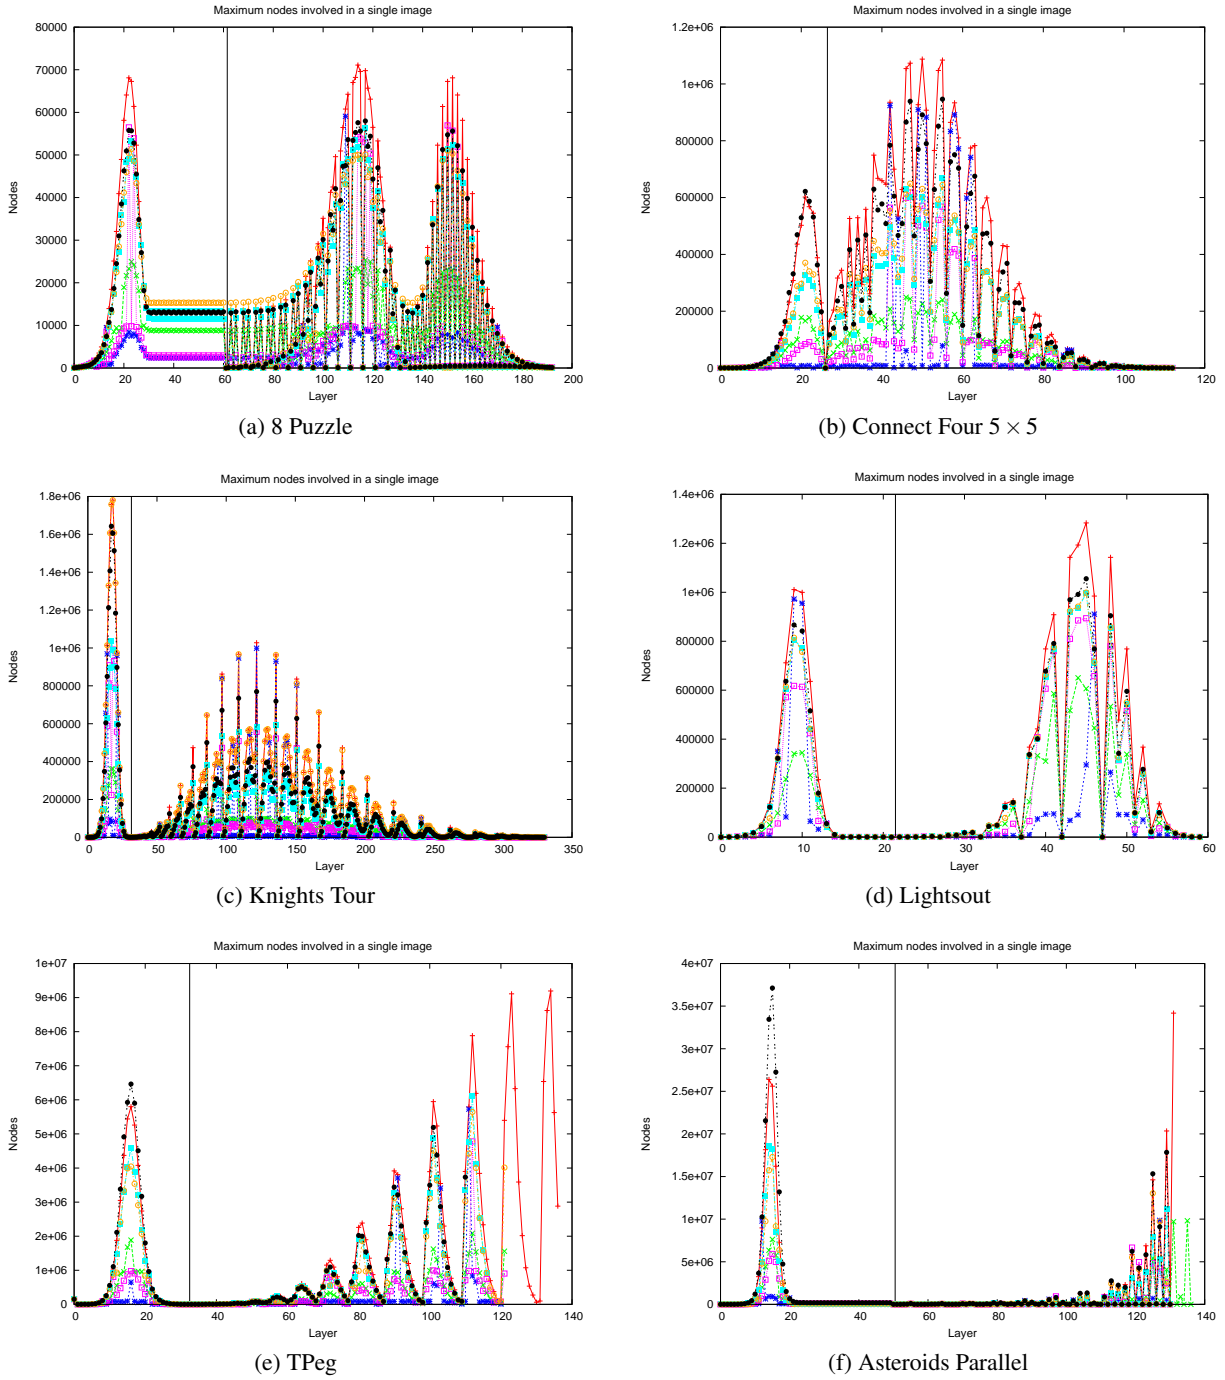 Maximum nodes involved in a single image
80000
70000
60000
50000
40000
30000
20000
10000
0
Nodes
0 20 40 60 80 100 120 140 160 180 200
Layer
(a) 8 Puzzle
Maximum nodes involved in a single image
1.2e+06
1e+06
800000
600000
400000
200000
0
Nodes
0 20 40 60 80 100 120
Layer
(b) Connect Four 5 × 5
Maximum nodes involved in a single image
1.8e+06
1.6e+06
1.4e+06
1.2e+06
1e+06
800000
600000
400000
200000
0
Nodes
0 50 100 150 200 250 300 350
Layer
(c) Knights Tour
Maximum nodes involved in a single image
1.4e+06
1.2e+06
1e+06
800000
600000
400000
200000
0
Nodes
0 10 20 30 40 50 60
Layer
(d) Lightsout
Maximum nodes involved in a single image
1e+07
9e+06
8e+06
7e+06
6e+06
5e+06
4e+06
3e+06
2e+06
1e+06
0
Nodes
0 20 40 60 80 100 120 140
Layer
(e) TPeg
Maximum nodes involved in a single image
4e+07
3.5e+07
3e+07
2.5e+07
2e+07
1.5e+07
1e+07
5e+06
0
Nodes
0 20 40 60 80 100 120 140
Layer
(f) Asteroids Parallel